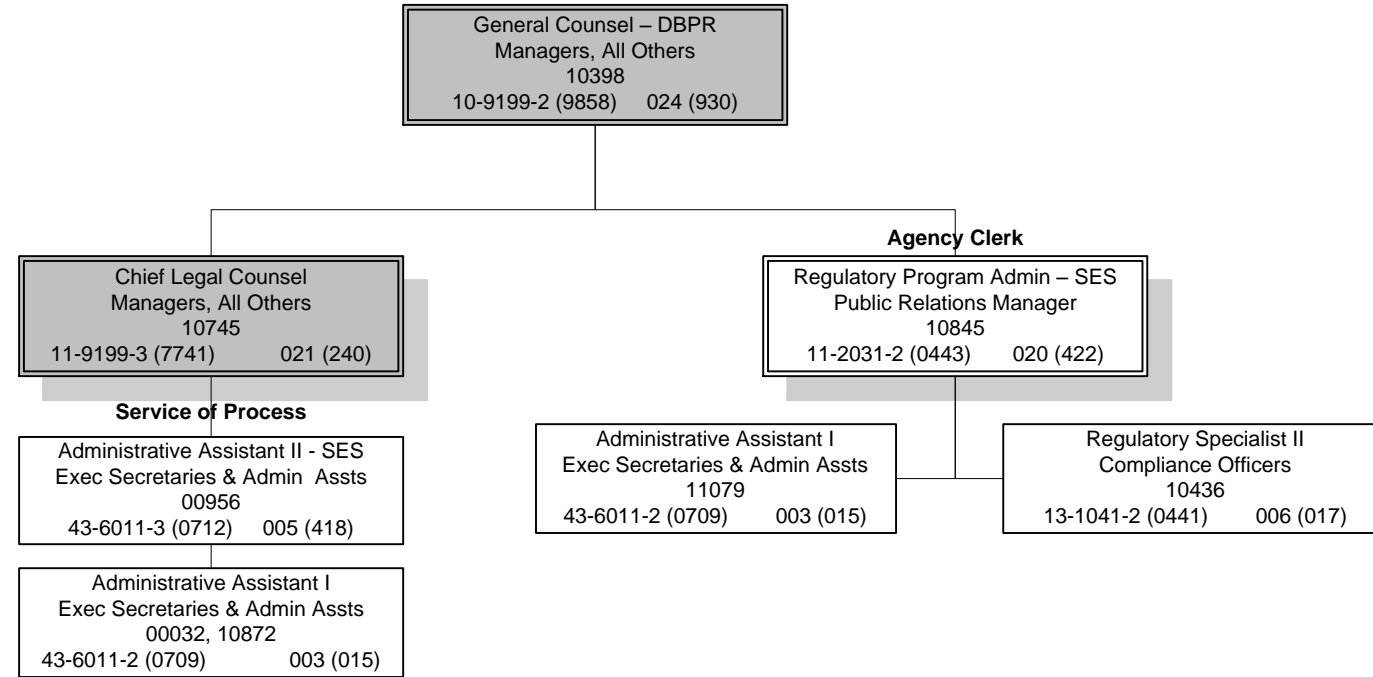 General Counsel – DBPR
Managers, All Others
10398
10-9199-2 (9858) 024 (930)
Chief Legal Counsel
Managers, All Others
10745
11-9199-3 (7741) 021 (240)
Service of Process
Administrative Assistant II - SES
Exec Secretaries & Admin Assts
00956
43-6011-3 (0712) 005 (418)
Administrative Assistant I
Exec Secretaries & Admin Assts
00032, 10872
43-6011-2 (0709) 003 (015)
Agency Clerk
Regulatory Program Admin – SES
Public Relations Manager
10845
11-2031-2 (0443) 020 (422)
Administrative Assistant I
Exec Secretaries & Admin Assts
11079
43-6011-2 (0709) 003 (015)
Regulatory Specialist II
Compliance Officers
10436
13-1041-2 (0441) 006 (017)